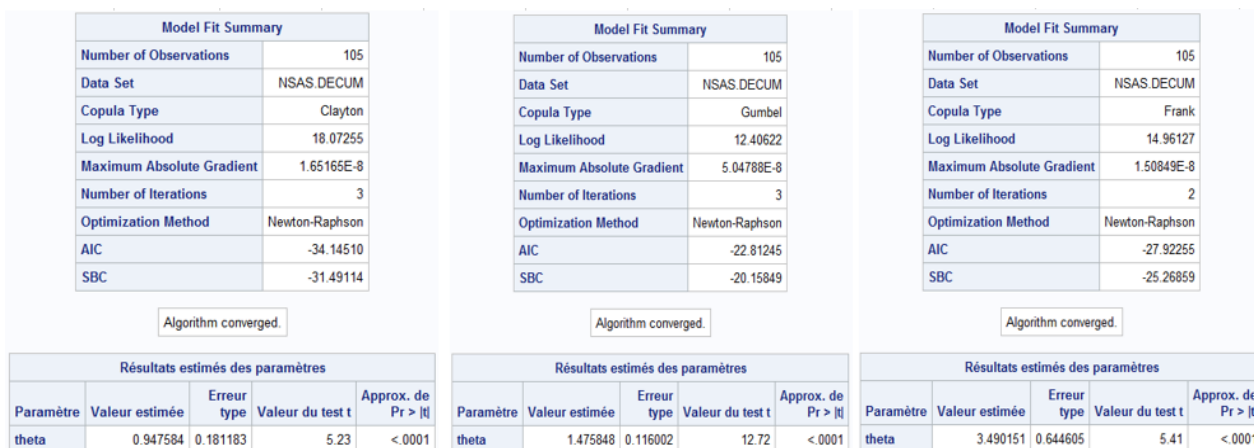 Model Fit Summary
Number of Observations 105
Data Set NSAS.DECUM
Copula Type Clayton
Log Likelihood 18.07255
Maximum Absolute Gradient 1.65165E-8
Number of Iterations 3
Optimization Method Newton-Raphson
AIC -34.14510
SBC -31.49114
Algorithm converged.
Résultats estimés des paramètres
Paramètre Valeur estimée Erreur type Valeur du test t Approx. de Pr > |t|
theta 0.947584 0.181183 5.23 <.0001
Model Fit Summary
Number of Observations 105
Data Set NSAS.DECUM
Copula Type Gumbel
Log Likelihood 12.40622
Maximum Absolute Gradient 5.04788E-8
Number of Iterations 3
Optimization Method Newton-Raphson
AIC -22.81245
SBC -20.15849
Algorithm converged.
Résultats estimés des paramètres
Paramètre Valeur estimée Erreur type Valeur du test t Approx. de Pr > |t|
theta 1.475848 0.116002 12.72 <.0001
Model Fit Summary
Number of Observations 105
Data Set NSAS.DECUM
Copula Type Frank
Log Likelihood 14.96127
Maximum Absolute Gradient 1.50849E-8
Number of Iterations 2
Optimization Method Newton-Raphson
AIC -27.92255
SBC -25.26859
Algorithm converged.
Résultats estimés des paramètres
Paramètre Valeur estimée Erreur type Valeur du test t Approx. de Pr > |t|
theta 3.490151 0.644605 5.41 <.0001